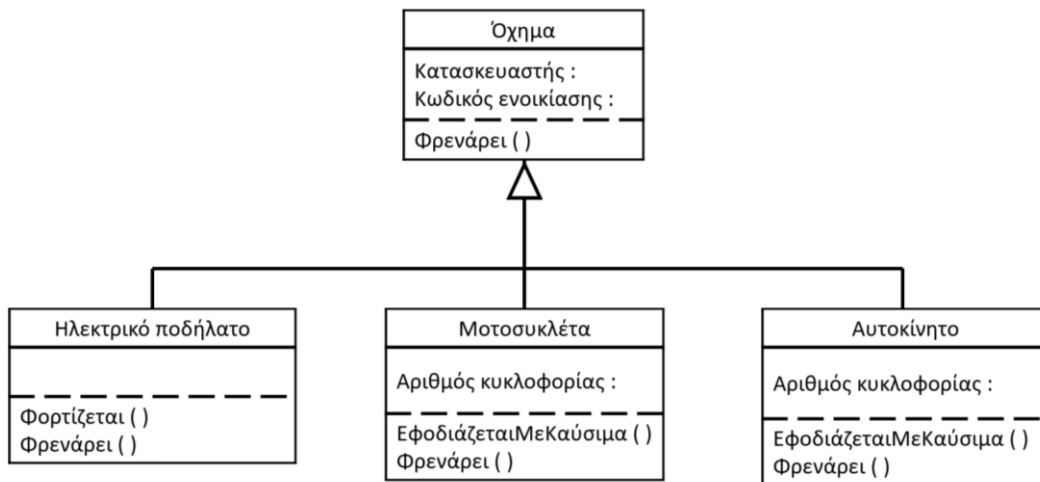 Όχημα
Κατασκευαστής :
Κωδικός ενοικίασης :
Φρενάρει ( )
Ηλεκτρικό ποδήλατο
Φορτίζεται ( )
Φρενάρει ( )
Μοτοσυκλέτα
Αριθμός κυκλοφορίας :
ΕφοδιάζεταιΜεΚαύσιμα ( )
Φρενάρει ( )
Αυτοκίνητο
Αριθμός κυκλοφορίας :
ΕφοδιάζεταιΜεΚαύσιμα ( )
Φρενάρει ( )